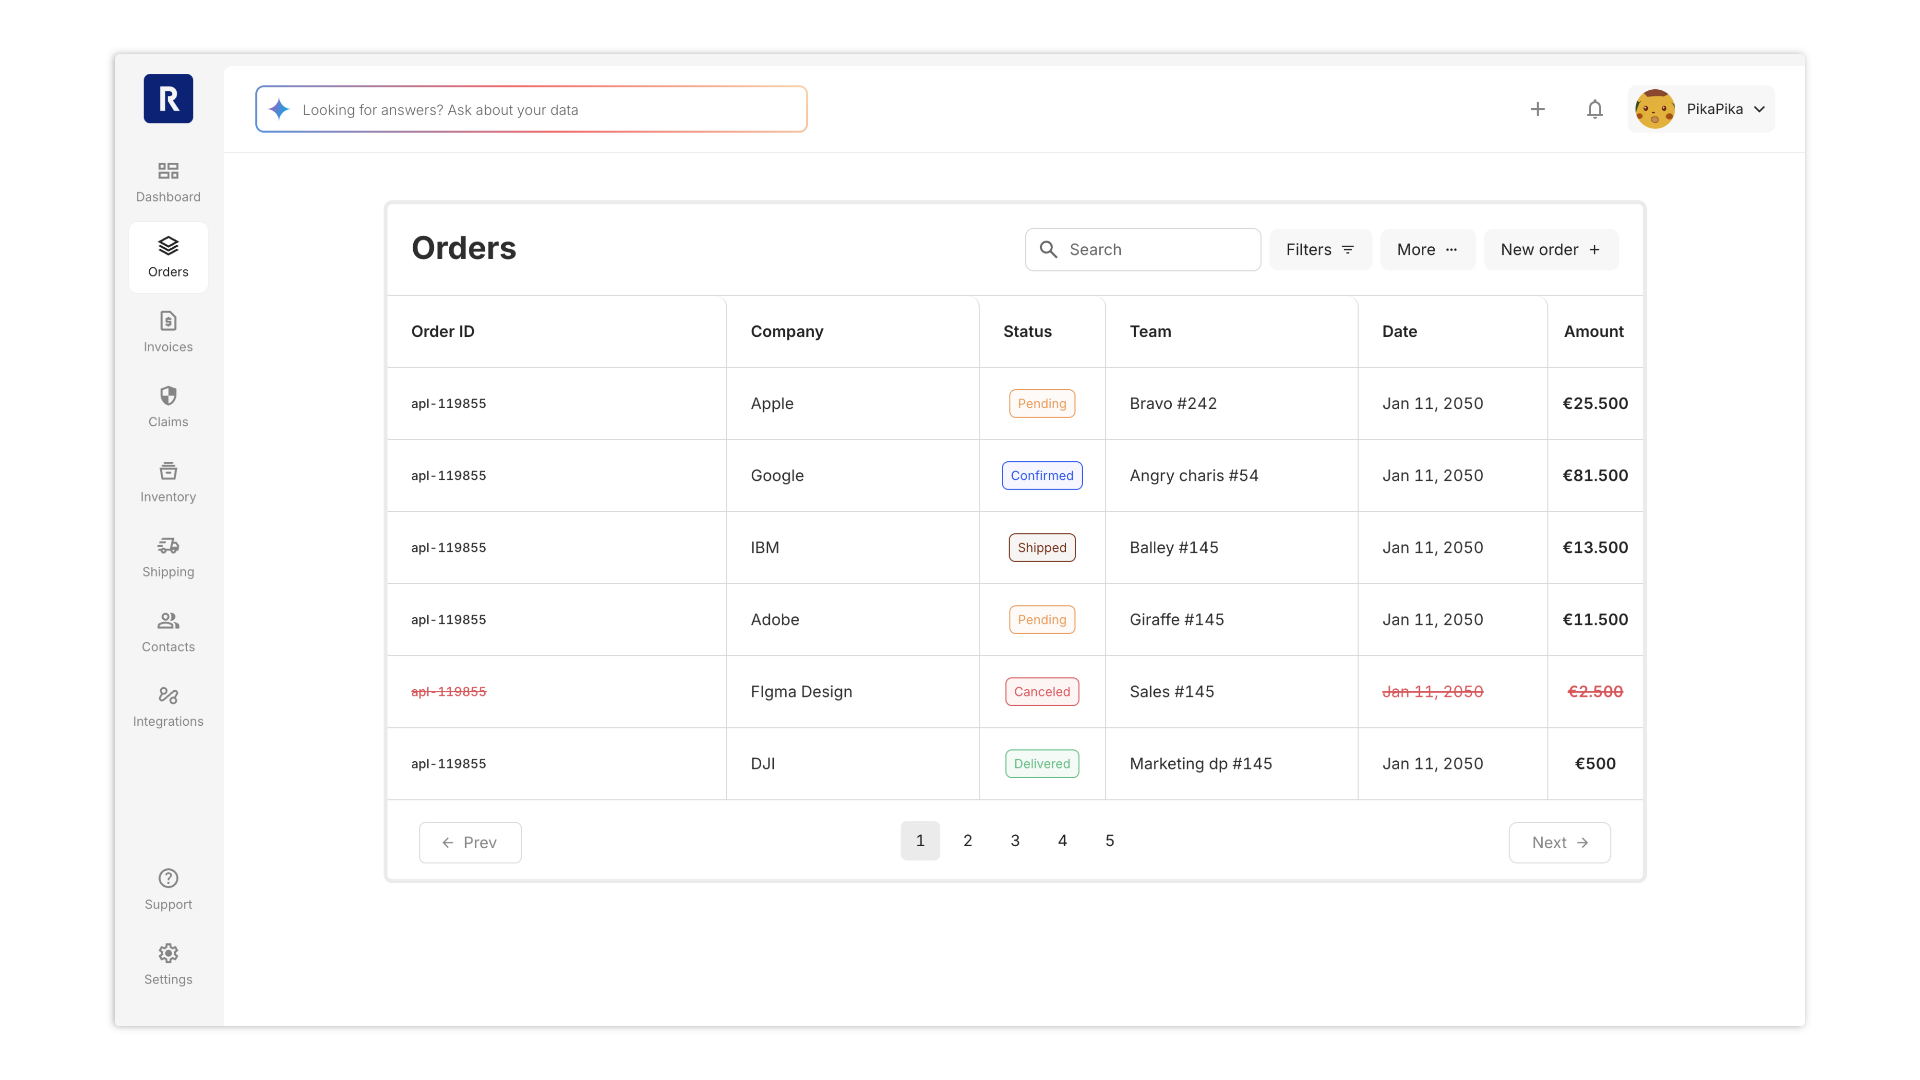 R
Looking for answers? Ask about your data
PikaPika
Dashboard
Orders
Invoices
Claims
Inventory
Shipping
Contacts
Integrations
Support
Settings
Orders
Search
Filters
More
New order
Order ID Company Status Team Date Amount
apl-119855 Apple Pending Bravo #242 Jan 11, 2050 €25.500
apl-119855 Google Confirmed Angry charis #54 Jan 11, 2050 €81.500
apl-119855 IBM Shipped Balley #145 Jan 11, 2050 €13.500
apl-119855 Adobe Pending Giraffe #145 Jan 11, 2050 €11.500
apl-119855 FIgma Design Canceled Sales #145 Jan 11, 2050 €2.500
apl-119855 DJI Delivered Marketing dp #145 Jan 11, 2050 €500
Prev 1 2 3 4 5 Next